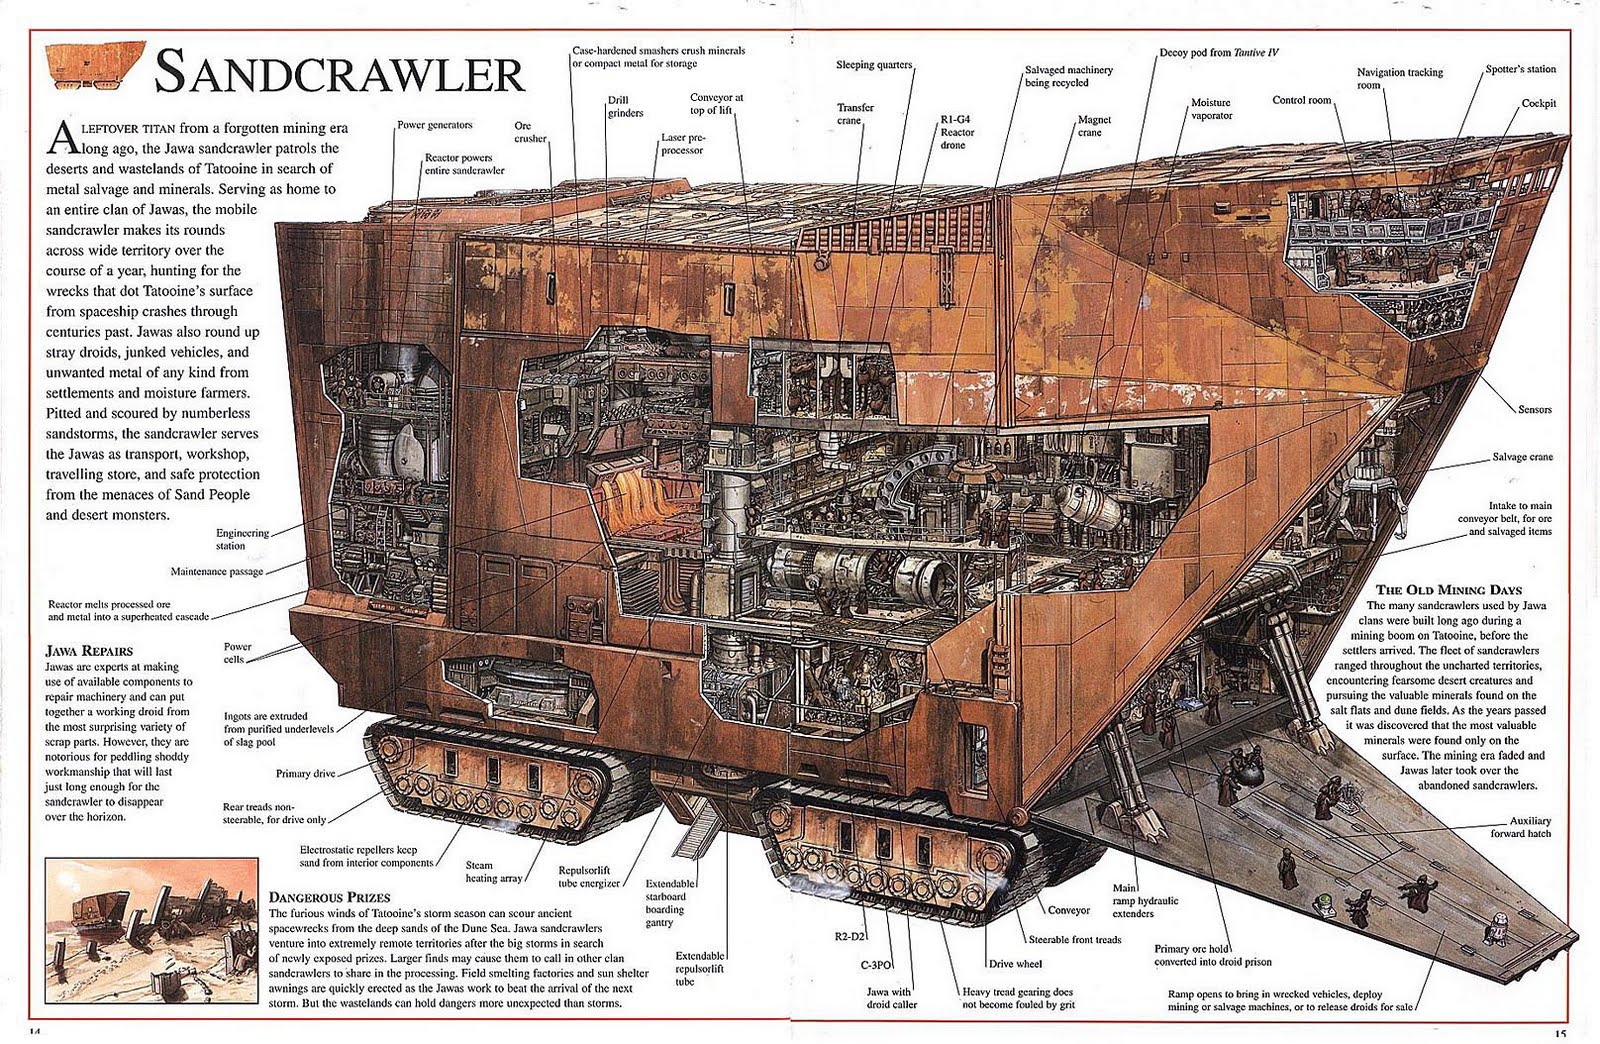 SANDCRAWLER
A LEFTOVER TITAN from a forgotten mining era
long ago, the Jawa sandcrawler patrols the
deserts and wastelands of Tatooine in search of
metal salvage and minerals. Serving as home to
an entire clan of Jawas, the mobile
sandcrawler makes its rounds
across wide territory over the
course of a year, hunting for the
wrecks that dot Tatooine's surface
from spaceship crashes through
centuries past. Jawas also round up
stray droids, junked vehicles, and
unwanted metal of any kind from
settlements and moisture farmers.
Pitted and scoured by numberless
sandstorms, the sandcrawler serves
the Jawas as transport, workshop,
travelling store, and safe protection
from the menaces of Sand People
and desert monsters.
Power generators
Reactor powers
entire sandcrawler
Ore
crusher
Case-hardened smashers crush minerals
or compact metal for storage
Drill
grinders
Laser pre-
processor
Conveyor at
top of lift
Sleeping quarters
Transfer
crane
R1-G4
Reactor
drone
Salvaged machinery
being recycled
Magnet
crane
Decoy pod from Tantive IV
Moisture
vaporator
Control room
Navigation tracking
room
Spotter's station
Cockpit
Sensors
Salvage crane
Intake to main
conveyor belt, for ore
and salvaged items
Engineering
station
Maintenance passage
Reactor melts processed ore
and metal into a superheated cascade
Power
cells
JAWA REPAIRS
Jawas are experts at making
use of available components to
repair machinery and can put
together a working droid from
the most surprising variety of
scrap parts. However, they are
notorious for peddling shoddy
workmanship that will last
just long enough for the
sandcrawler to disappear
over the horizon.
Ingots are extruded
from purified underlevels
of slag pool
Primary drive
Rear treads non-
steerable, for drive only
Electrostatic repellers keep
sand from interior components
Steam
heating array
Repulsorlift
tube energizer
Extendable
starboard
boarding
gantry
Extendable
repulsorlift
tube
DANGEROUS PRIZES
The furious winds of Tatooine's storm season can scour ancient
spacewrecks from the deep sands of the Dune Sea. Jawa sandcrawlers
venture into extremely remote territories after the big storms in search
of newly exposed prizes. Larger finds may cause them to call in other clan
sandcrawlers to share in the processing. Field smelting factories and sun shelter
awnings are quickly erected as the Jawas work to beat the arrival of the next
storm. But the wastelands can hold dangers more unexpected than storms.
R2-D2
C-3PO
Jawa with
droid caller
Heavy tread gearing does
not become fouled by grit
Drive wheel
Steerable front treads
Conveyor
Main
ramp hydraulic
extenders
Primary ore hold
converted into droid prison
Ramp opens to bring in wrecked vehicles, deploy
mining or salvage machines, or to release droids for sale
Auxiliary
forward hatch
THE OLD MINING DAYS
The many sandcrawlers used by Jawa
clans were built long ago during a
mining boom on Tatooine, before the
settlers arrived. The fleet of sandcrawlers
ranged throughout the uncharted territories,
encountering fearsome desert creatures and
pursuing the valuable minerals found on the
salt flats and dune fields. As the years passed
it was discovered that the most valuable
minerals were found only on the
surface. The mining era faded and
Jawas later took over the
abandoned sandcrawlers.
14
15